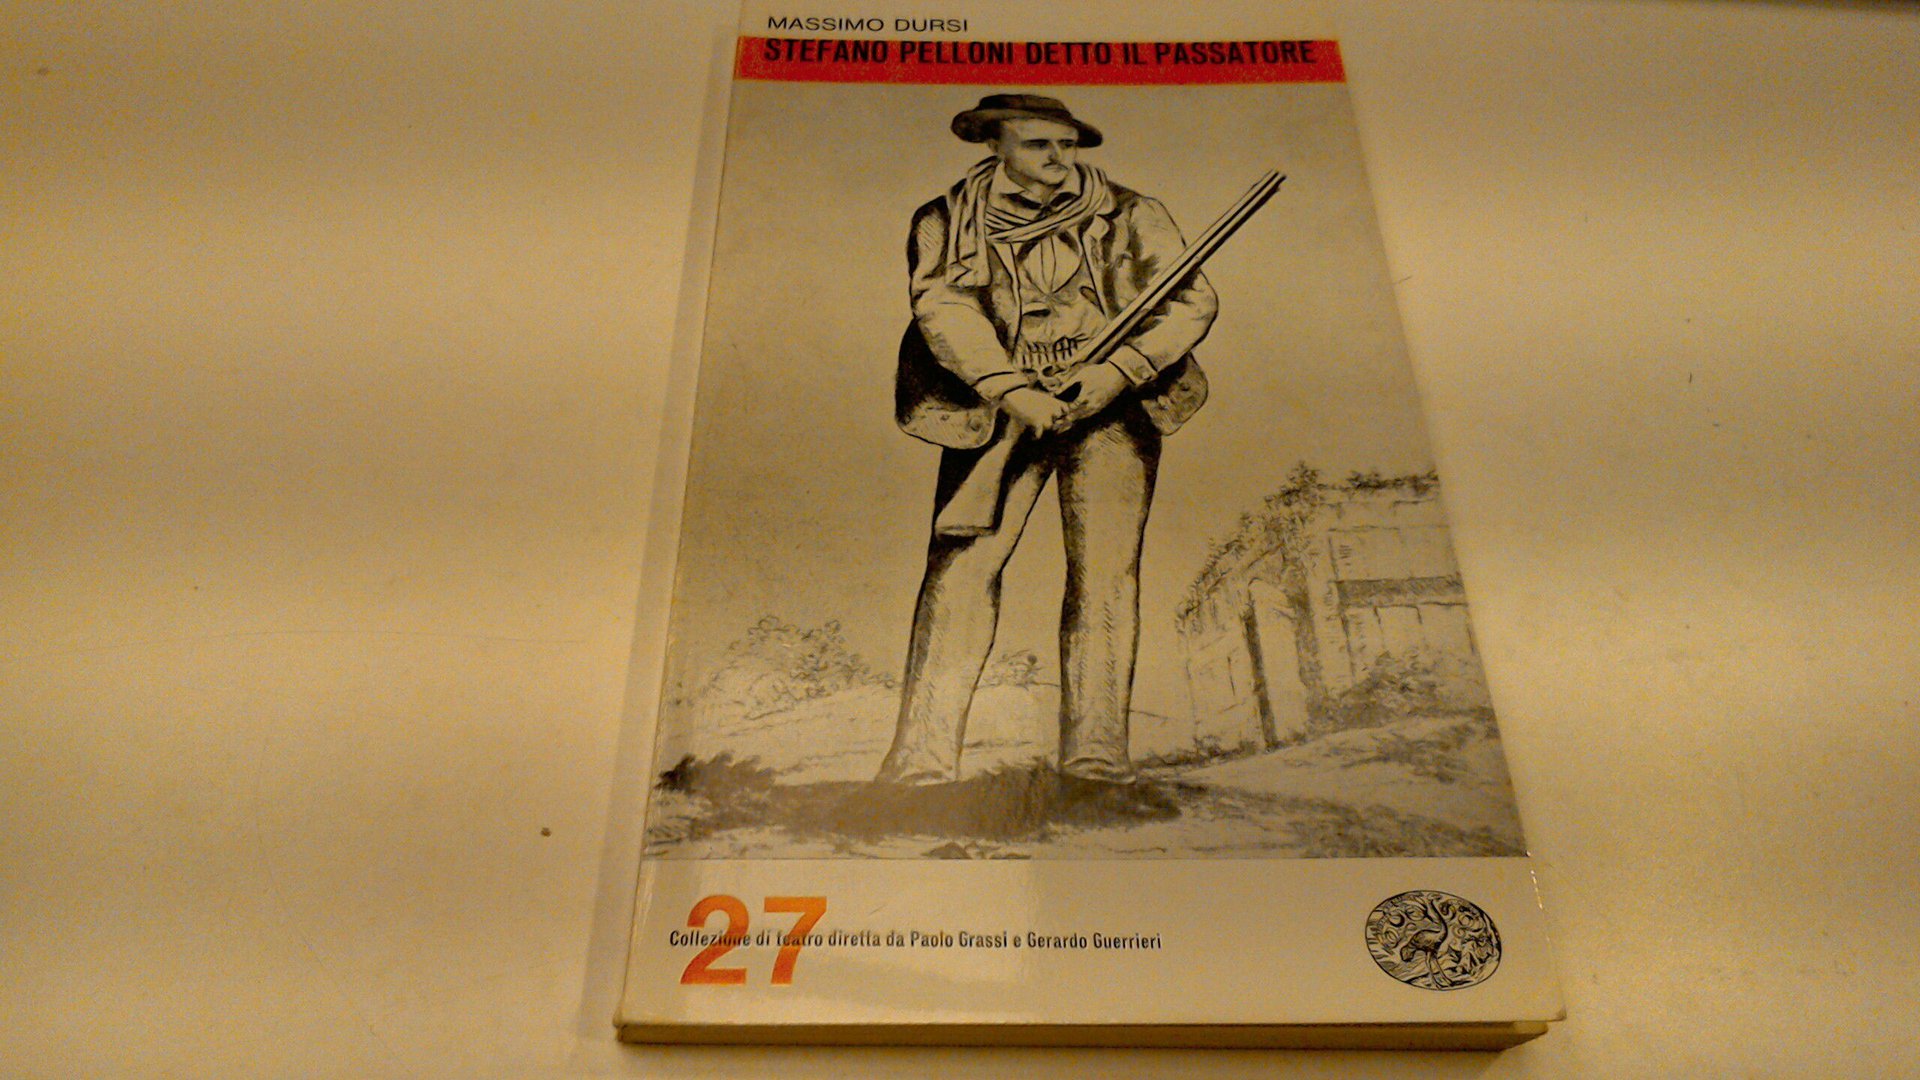 MASSIMO DURSI
STEFANO PELLONI DETTO IL PASSATORE
27
Collezione di teatro diretta da Paolo Grassi e Gerardo Guerrieri